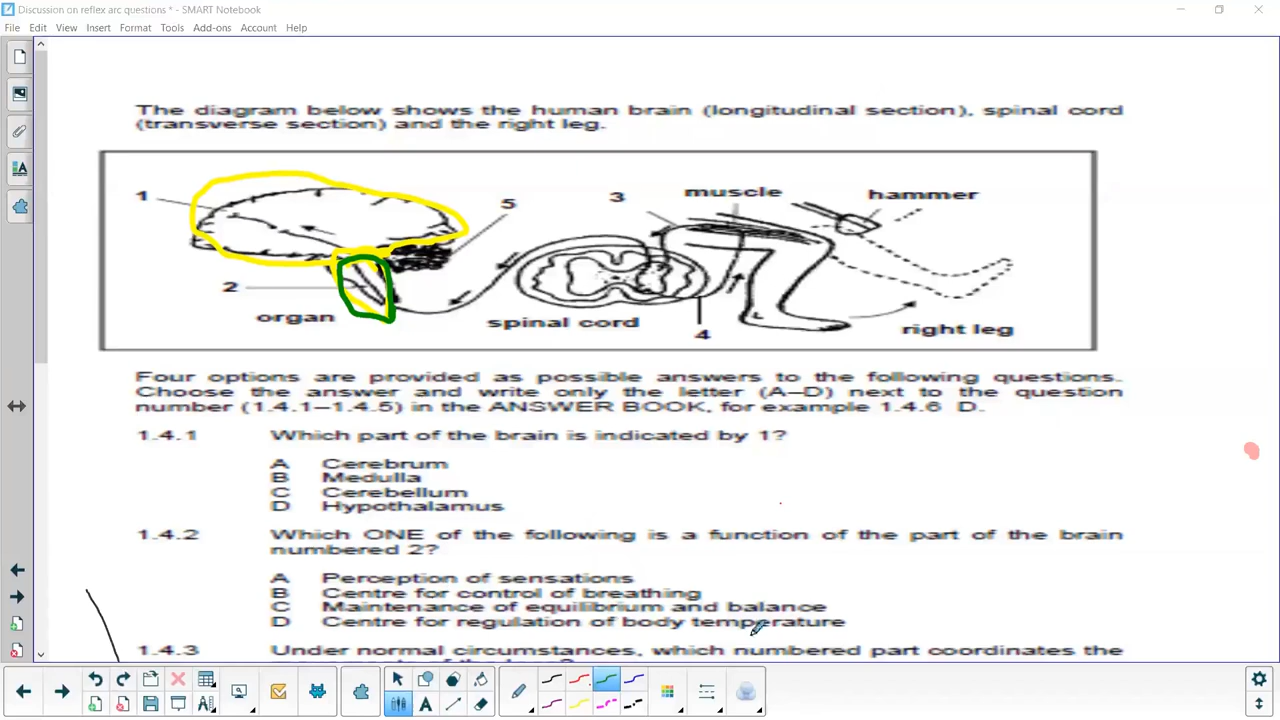 Discussion on reflex arc questions * - SMART Notebook
File Edit View Insert Format Tools Add-ons Account Help
The diagram below shows the human brain (longitudinal section), spinal cord
(transverse section) and the right leg.
1
5
3
muscle
hammer
2
organ
spinal cord
4
right leg
Four options are provided as possible answers to the following questions.
Choose the answer and write only the letter (A–D) next to the question
number (1.4.1–1.4.5) in the ANSWER BOOK, for example 1.4.6 D.
1.4.1 Which part of the brain is indicated by 1?
A Cerebrum
B Medulla
C Cerebellum
D Hypothalamus
1.4.2 Which ONE of the following is a function of the part of the brain
numbered 2?
A Perception of sensations
B Centre for control of breathing
C Maintenance of equilibrium and balance
D Centre for regulation of body temperature
1.4.3 Under normal circumstances, which numbered part coordinates the